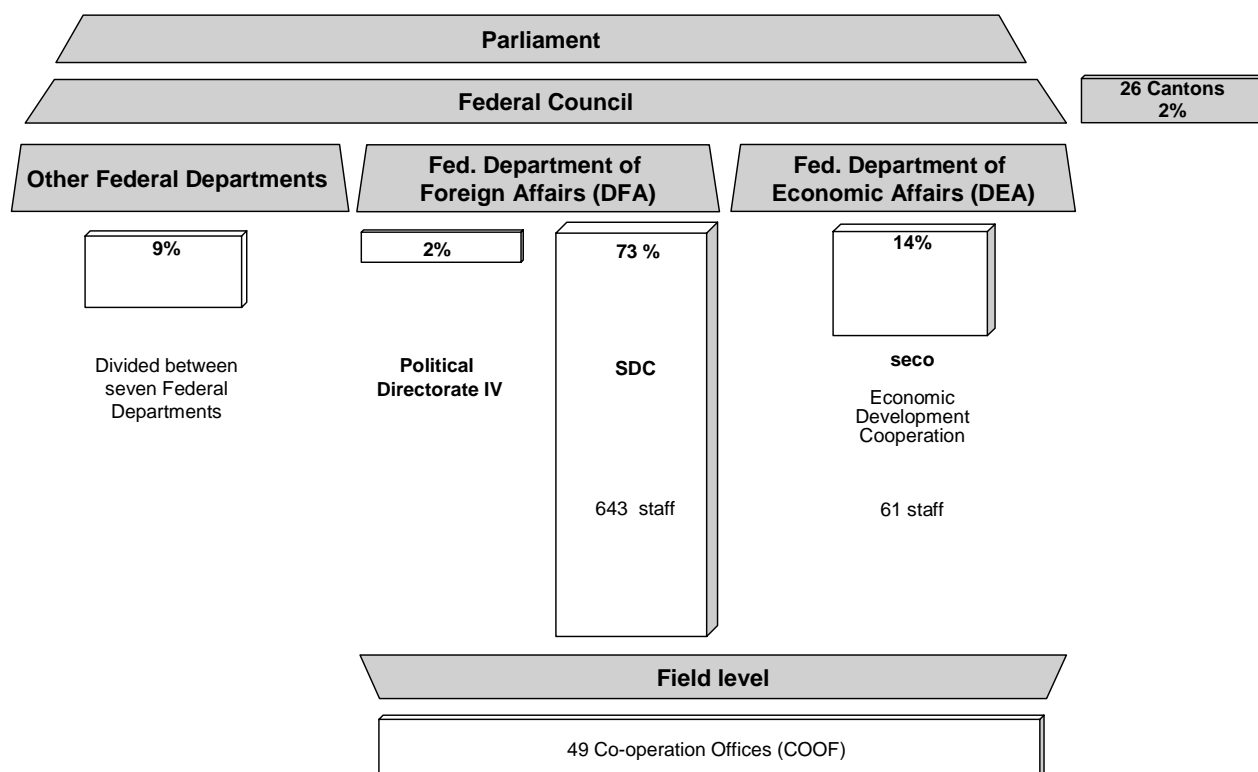 Parliament
Federal Council
26 Cantons
2%
Other Federal Departments
Fed. Department of
Foreign Affairs (DFA)
Fed. Department of
Economic Affairs (DEA)
9%
2%
73 %
14%
Divided between
seven Federal
Departments
Political
Directorate IV
SDC
seco
Economic
Development
Cooperation
643 staff
61 staff
Field level
49 Co-operation Offices (COOF)